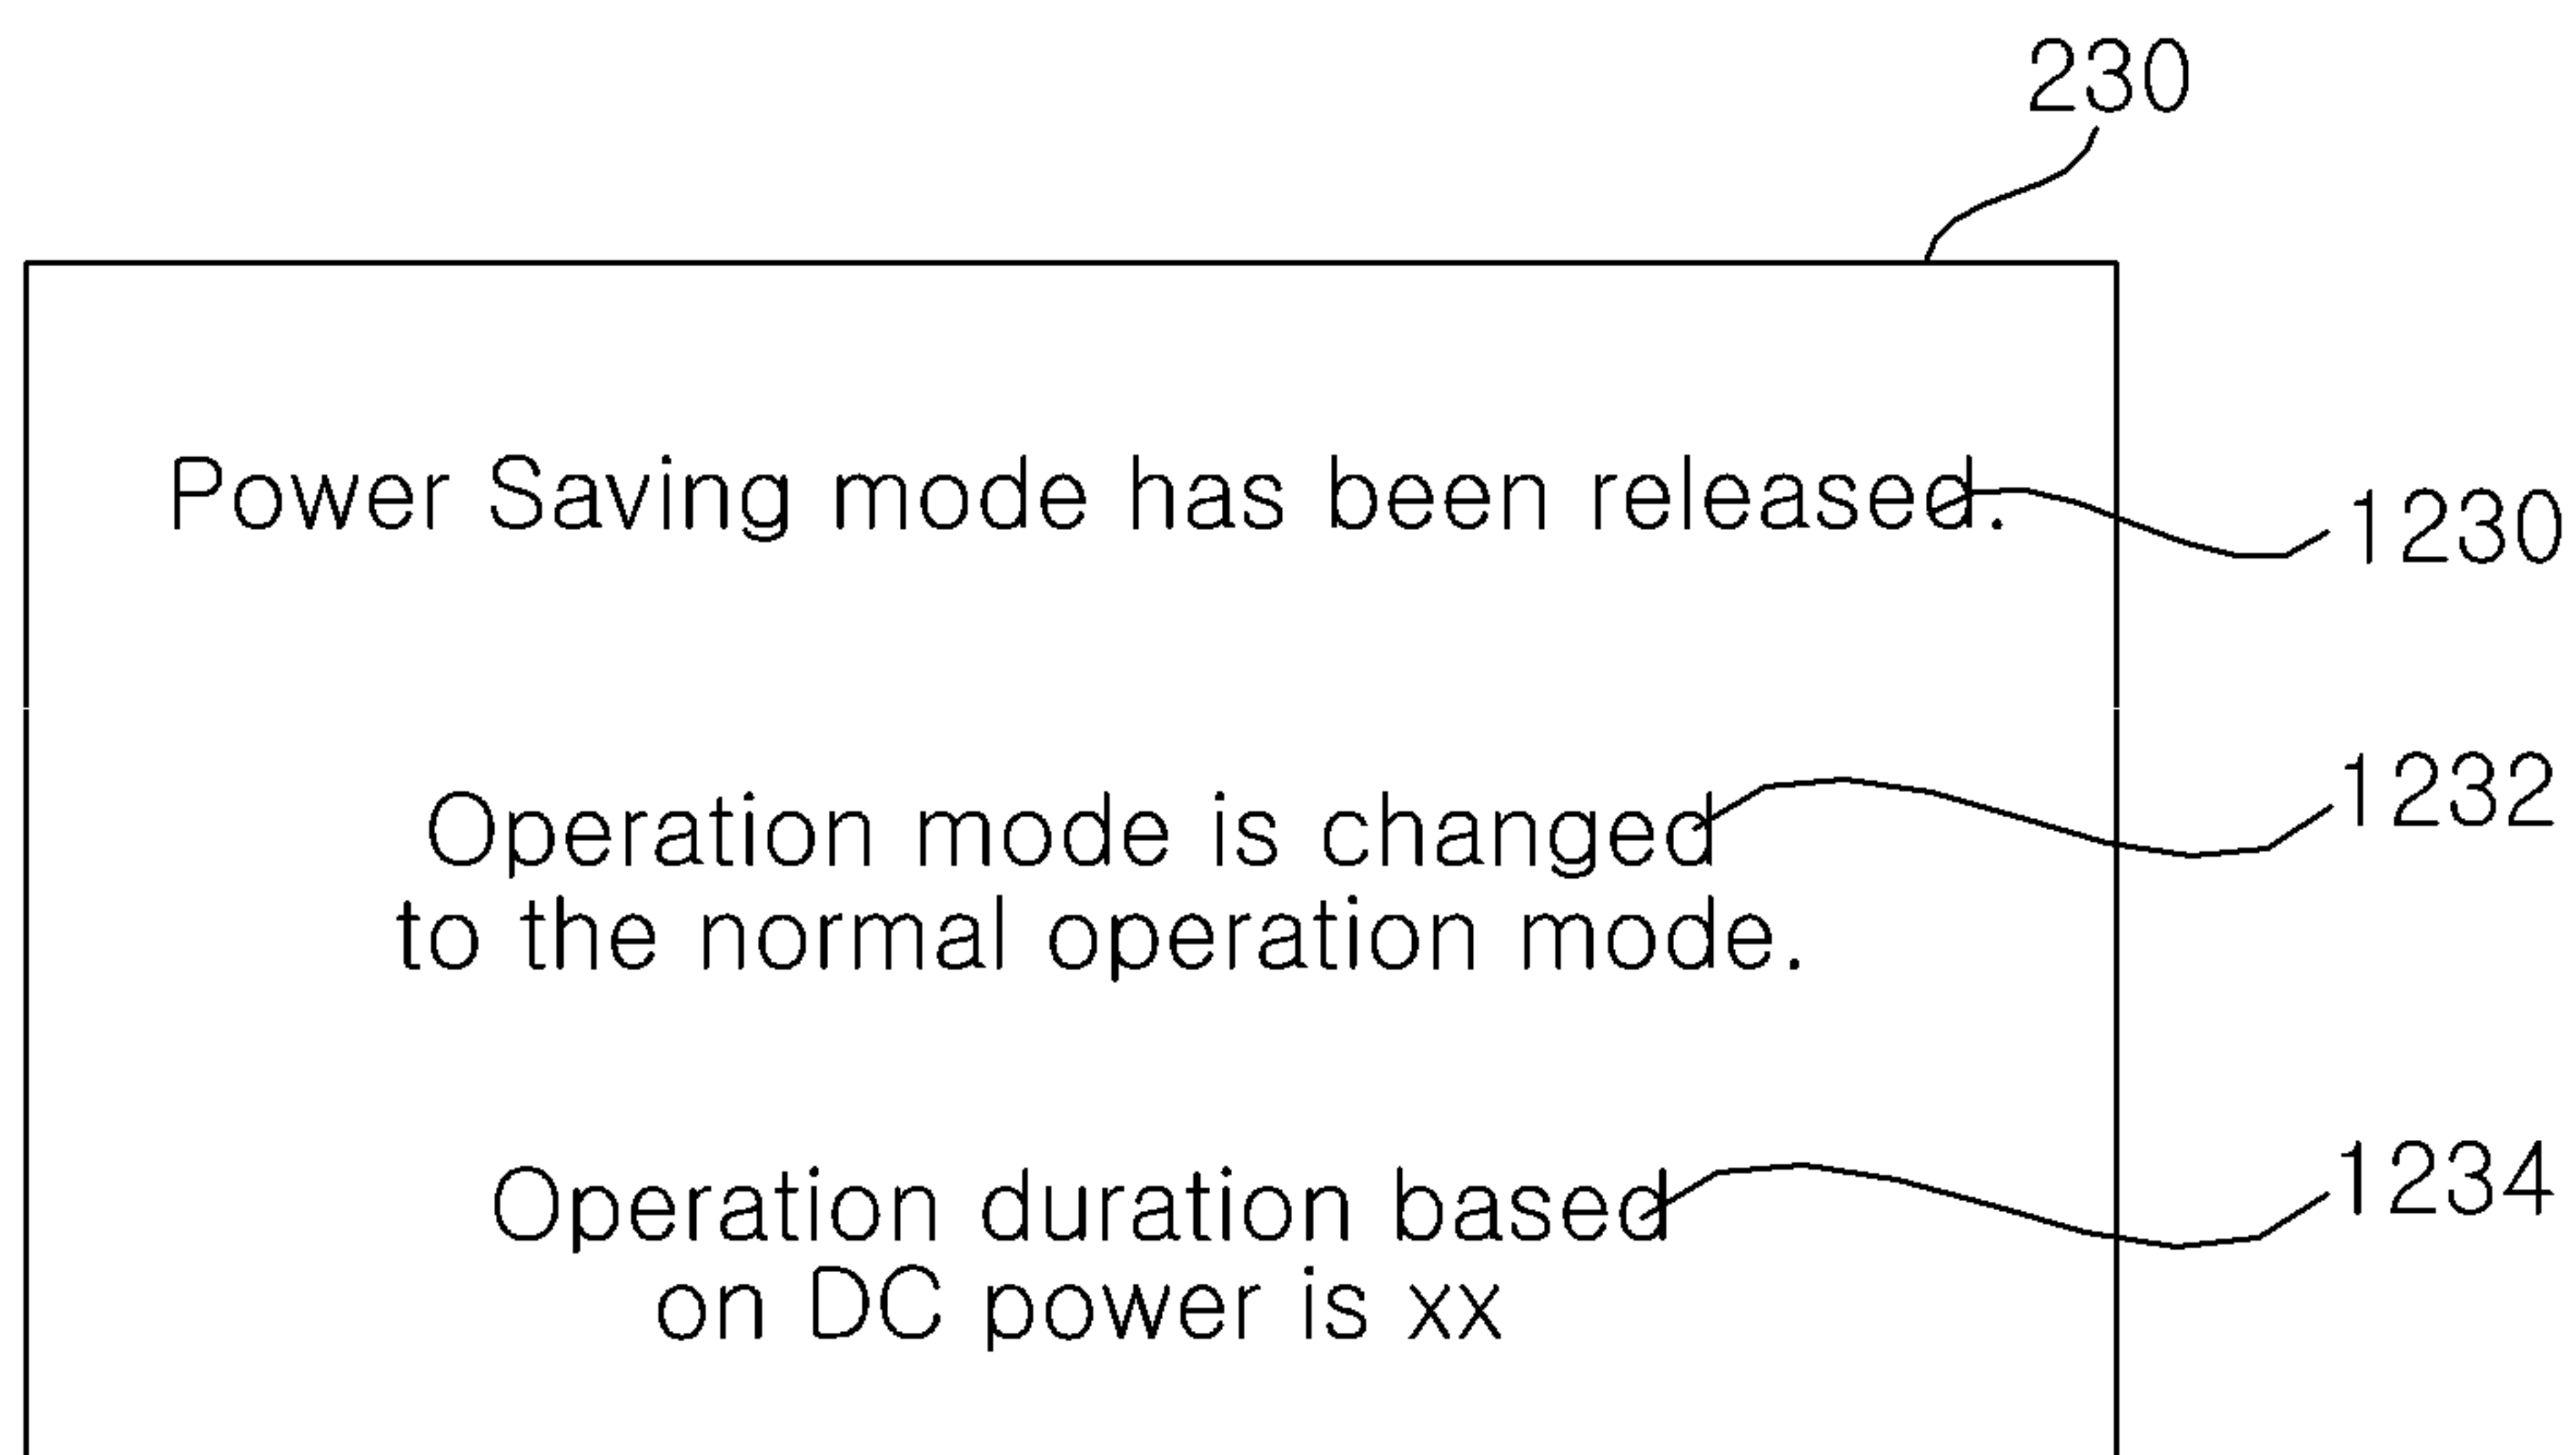 230
Power Saving mode has been released.
1230
Operation mode is changed
1232
to the normal operation mode.
Operation duration based
1234
on DC power is xx